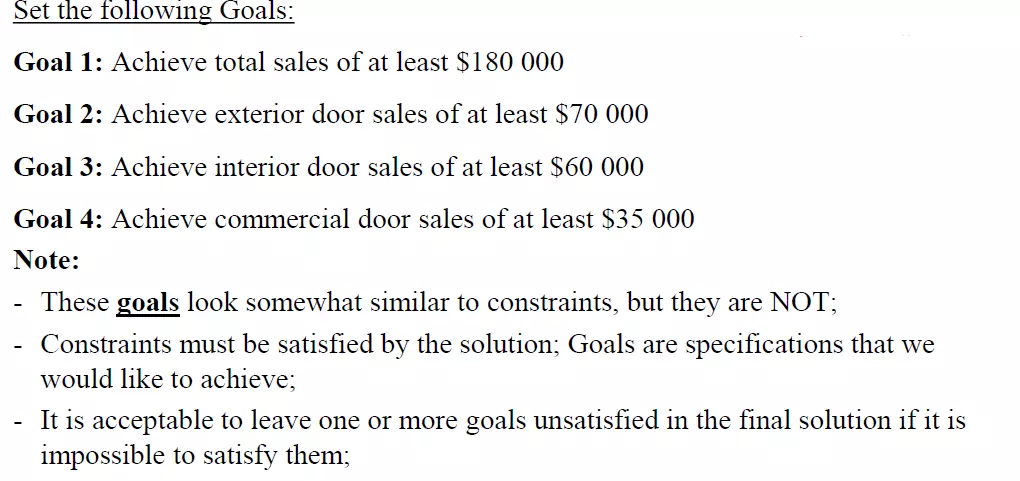 Set the following Goals:
Goal 1: Achieve total sales of at least $180 000
Goal 2: Achieve exterior door sales of at least $70 000
Goal 3: Achieve interior door sales of at least $60 000
Goal 4: Achieve commercial door sales of at least $35 000
Note:
- These goals look somewhat similar to constraints, but they are NOT;
- Constraints must be satisfied by the solution; Goals are specifications that we
would like to achieve;
- It is acceptable to leave one or more goals unsatisfied in the final solution if it is
impossible to satisfy them;